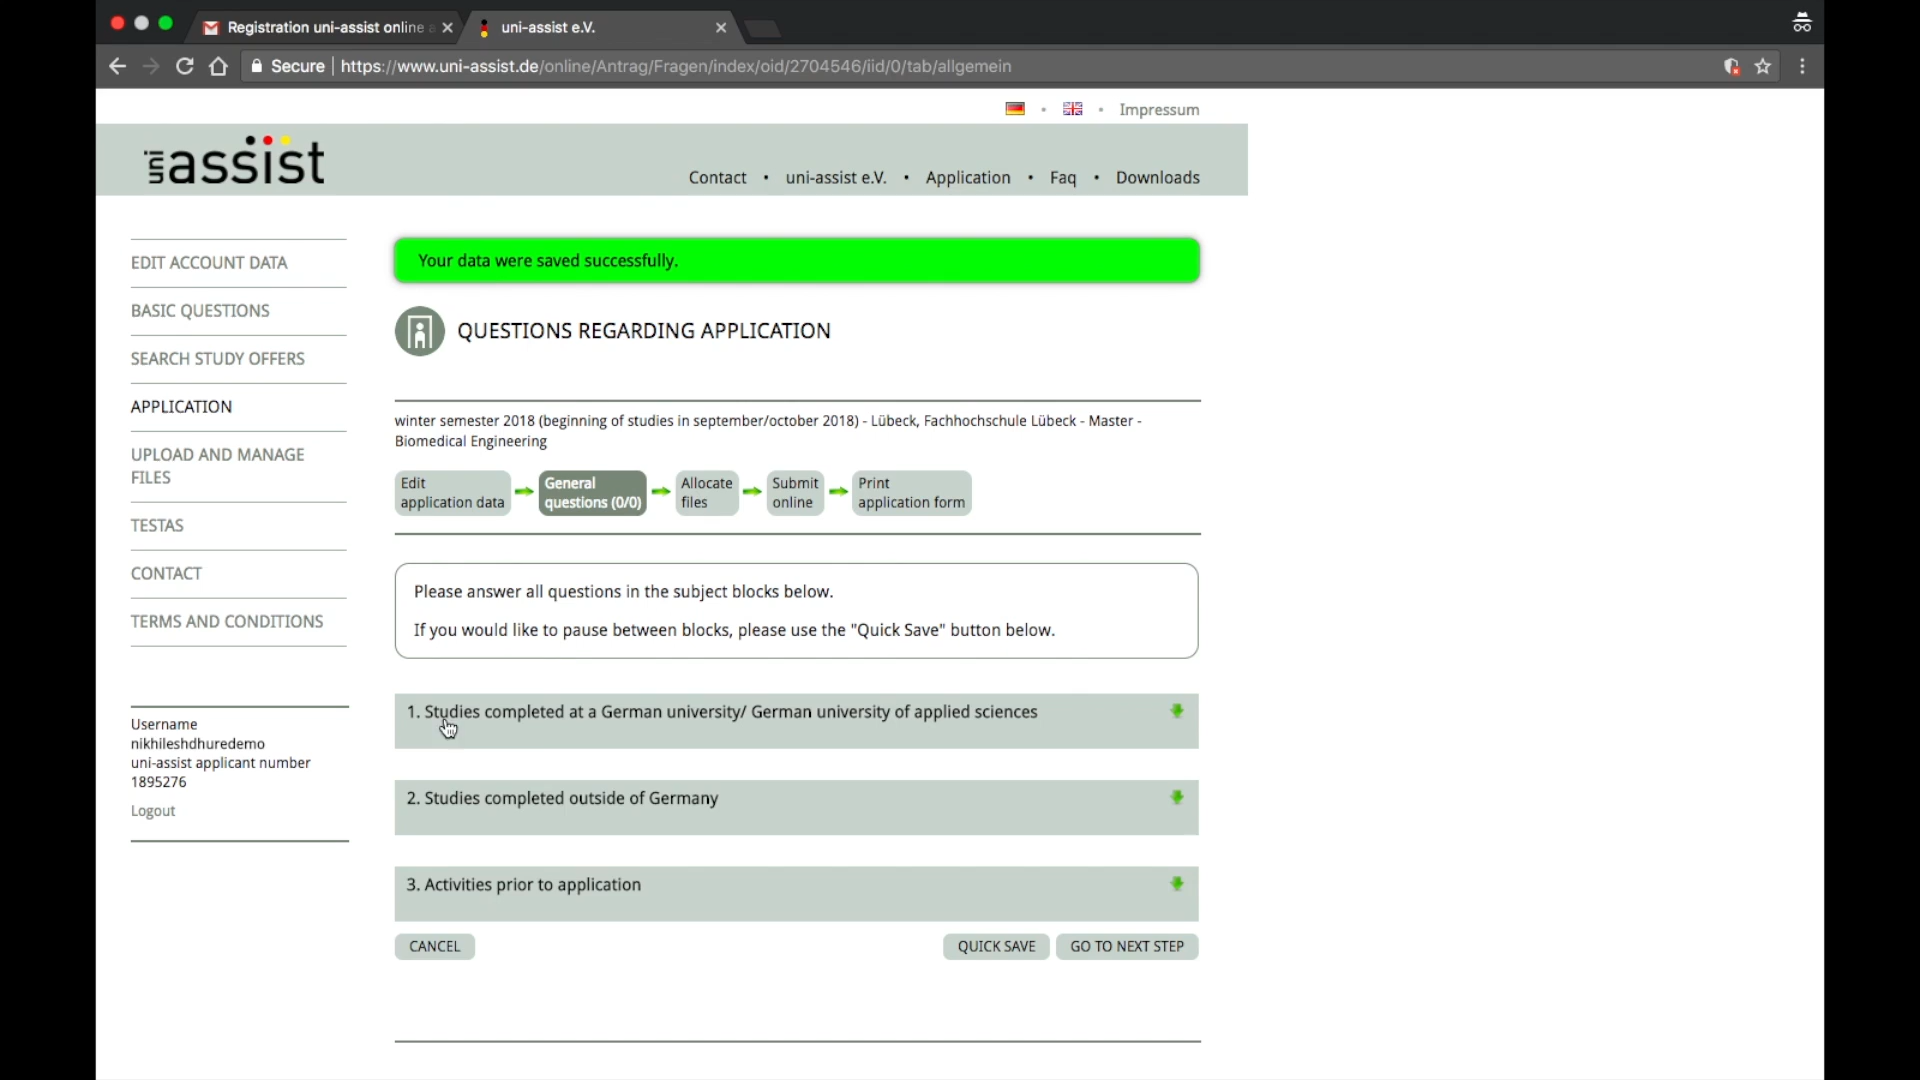 Registration uni-assist online a
uni-assist e.V.
Secure
https://www.uni-assist.de/online/Antrag/Fragen/index/oid/2704546/iid/0/tab/allgemein
Impressum
uni assist
Contact • uni-assist e.V. • Application • Faq • Downloads
EDIT ACCOUNT DATA
BASIC QUESTIONS
SEARCH STUDY OFFERS
APPLICATION
UPLOAD AND MANAGE
FILES
TESTAS
CONTACT
TERMS AND CONDITIONS
Username
nikhileshdhuredemo
uni-assist applicant number
1895276
Logout
Your data were saved successfully.
QUESTIONS REGARDING APPLICATION
winter semester 2018 (beginning of studies in september/october 2018) - Lübeck, Fachhochschule Lübeck - Master -
Biomedical Engineering
Edit
application data
General
questions (0/0)
Allocate
files
Submit
online
Print
application form
Please answer all questions in the subject blocks below.
If you would like to pause between blocks, please use the "Quick Save" button below.
1. Studies completed at a German university/ German university of applied sciences
2. Studies completed outside of Germany
3. Activities prior to application
CANCEL
QUICK SAVE
GO TO NEXT STEP